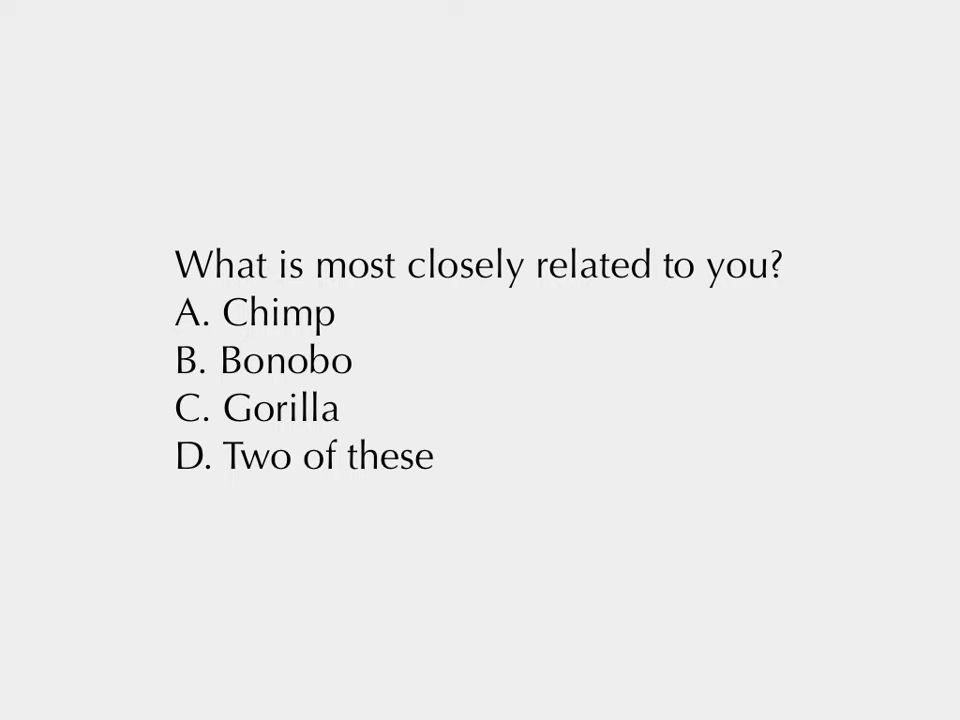 What is most closely related to you?
A. Chimp
B. Bonobo
C. Gorilla
D. Two of these